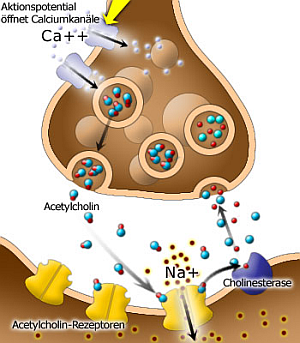 Aktionspotential
öffnet Calciumkanäle
Ca++
Acetylcholin
Na+
Cholinesterase
Acetylcholin-Rezeptoren